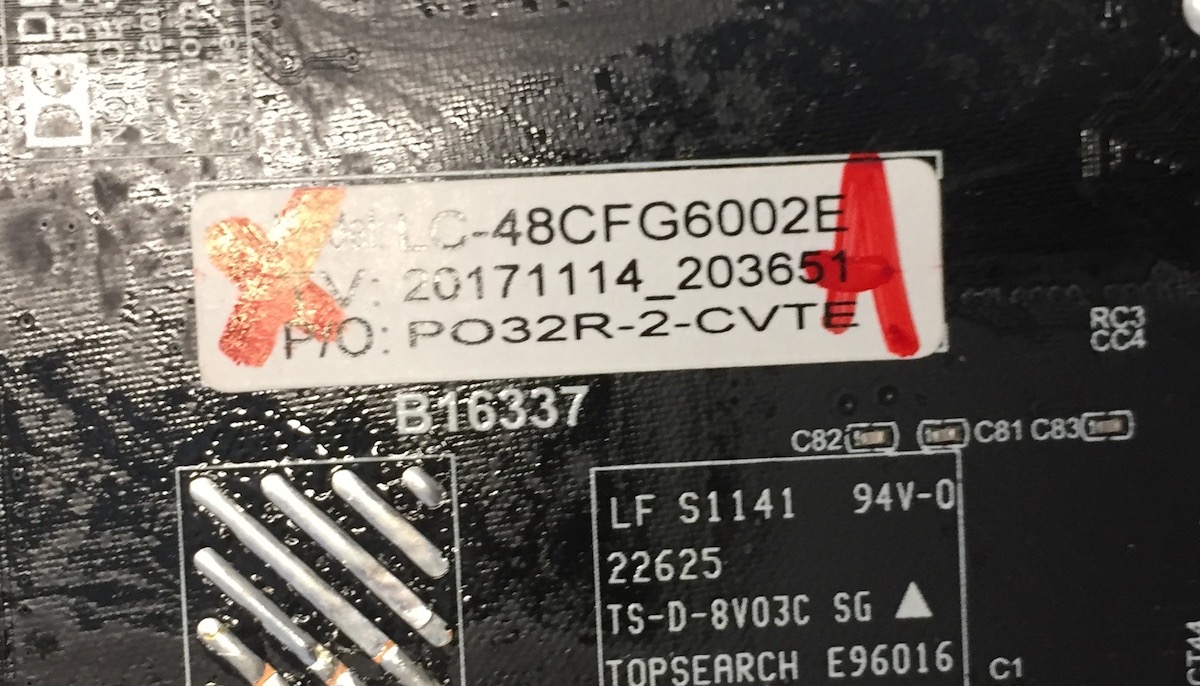 LC-48CFG6002E
V: 20171114_203651
P/O: PO32R-2-CVTE
A
B16337
RC3
CC4
C82 C81 C83
LF S1141 94V-0
22625
TS-D-8V03C SG
TOPSEARCH E96016
C1